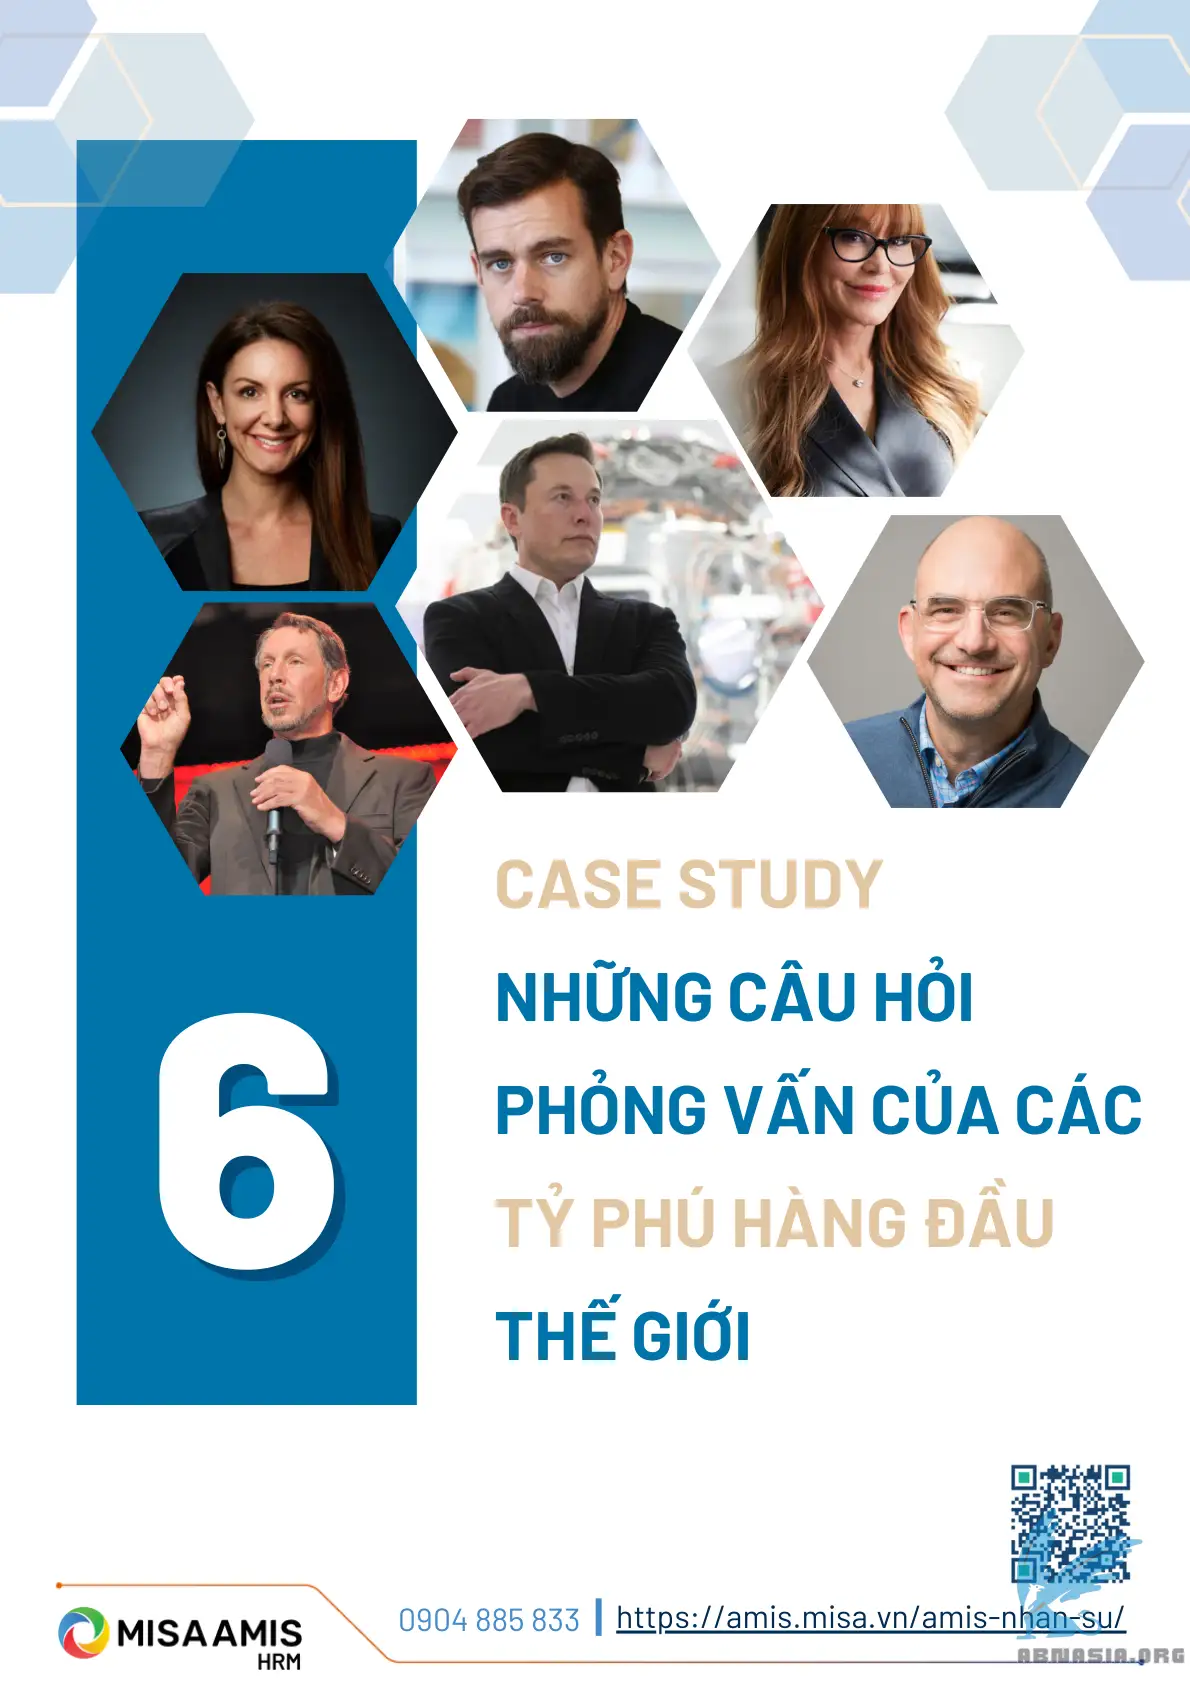 6
CASE STUDY
NHỮNG CÂU HỎI
PHỎNG VẤN CỦA CÁC
TỶ PHÚ HÀNG ĐẦU
THẾ GIỚI
MISA AMIS
HRM
0904 885 833 | https://amis.misa.vn/amis-nhan-su/
ABNASIA.ORG